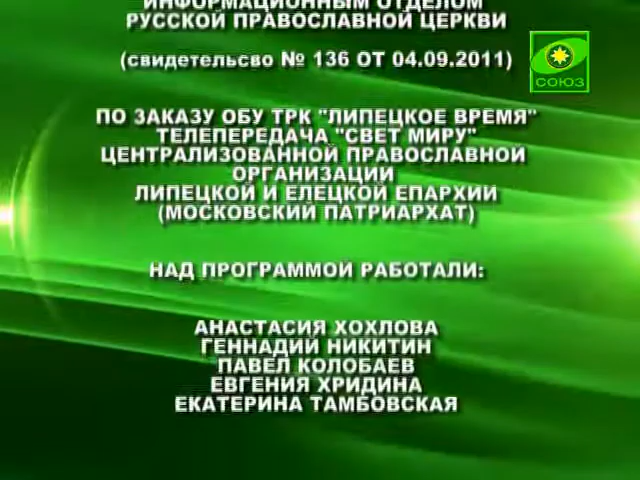 ИНФОРМАЦИОННЫМ ОТДЕЛОМ
РУССКОЙ ПРАВОСЛАВНОЙ ЦЕРКВИ
(свидетельсво № 136 ОТ 04.09.2011)
ПО ЗАКАЗУ ОБУ ТРК "ЛИПЕЦКОЕ ВРЕМЯ"
ТЕЛЕПЕРЕДАЧА "СВЕТ МИРУ"
ЦЕНТРАЛИЗОВАННОЙ ПРАВОСЛАВНОЙ
ОРГАНИЗАЦИИ
ЛИПЕЦКОЙ И ЕЛЕЦКОЙ ЕПАРХИИ
(МОСКОВСКИЙ ПАТРИАРХАТ)
НАД ПРОГРАММОЙ РАБОТАЛИ:
АНАСТАСИЯ ХОХЛОВА
ГЕННАДИЙ НИКИТИН
ПАВЕЛ КОЛОБАЕВ
ЕВГЕНИЯ ХРИДИНА
ЕКАТЕРИНА ТАМБОВСКАЯ
СОЮЗ